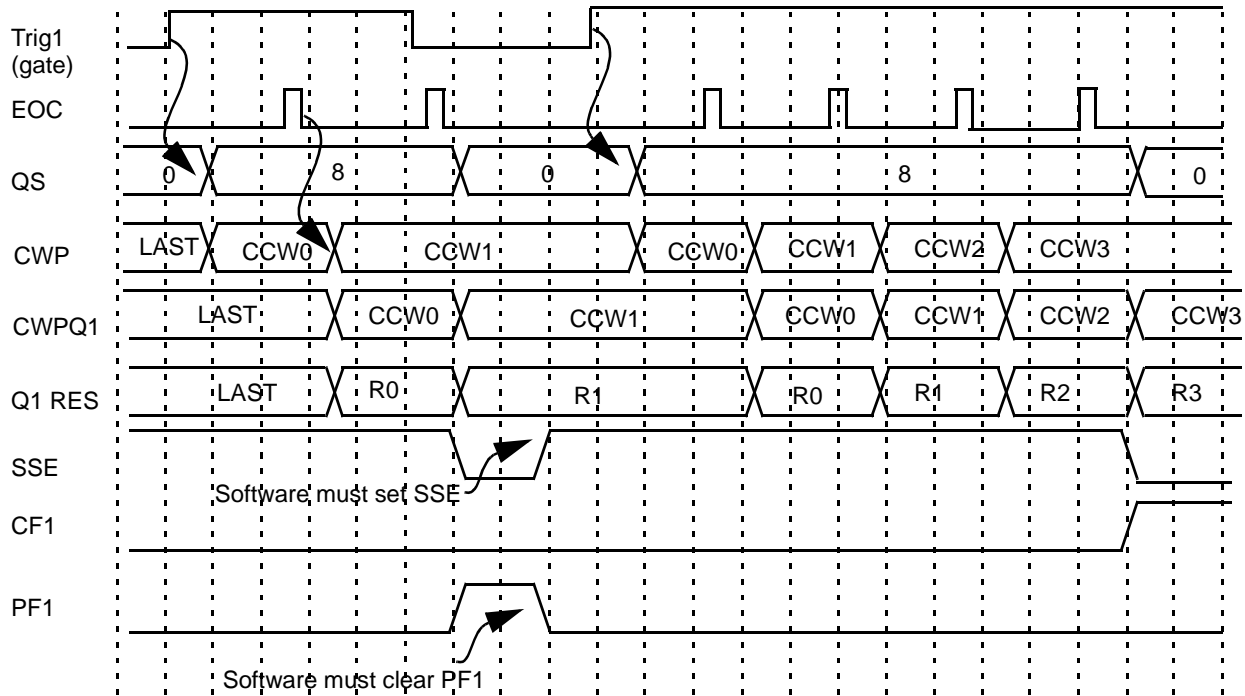 Trig1
(gate)
EOC
QS 0 8 0 8 0
CWP LAST CCW0 CCW1 CCW0 CCW1 CCW2 CCW3
CWPQ1 LAST CCW0 CCW1 CCW0 CCW1 CCW2 CCW3
Q1 RES LAST R0 R1 R0 R1 R2 R3
SSE
Software must set SSE
CF1
PF1
Software must clear PF1